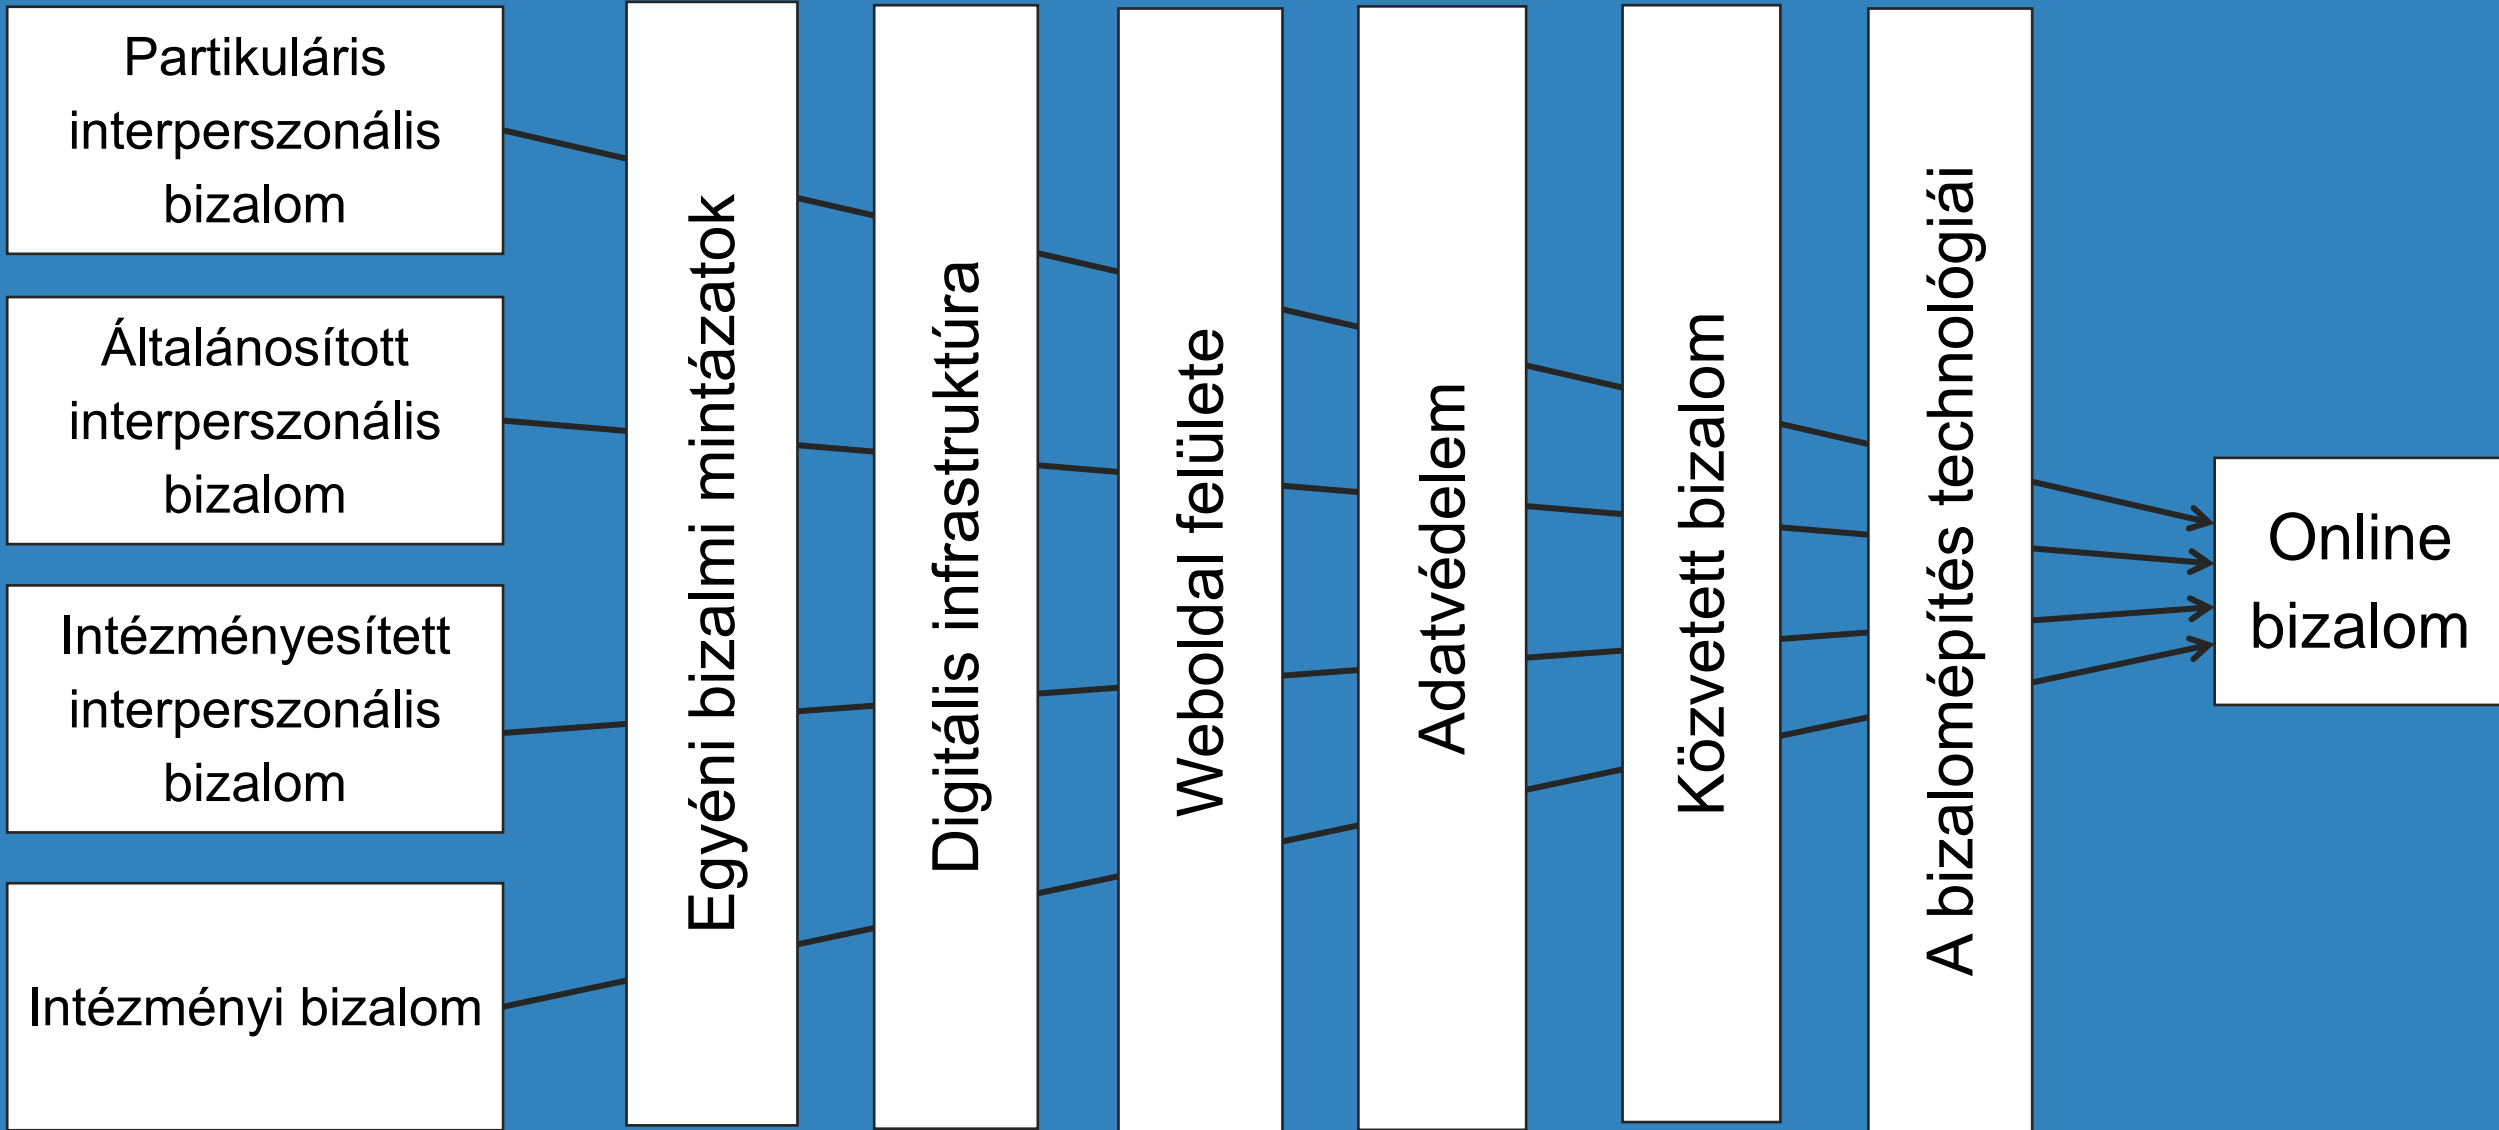 Partikuláris
interperszonális
bizalom
Általánosított
interperszonális
bizalom
Intézményesített
interperszonális
bizalom
Intézményi bizalom
Egyéni bizalmi mintázatok
Digitális infrastruktúra
Weboldal felülete
Adatvédelem
Közvetett bizalom
A bizalomépítés technológiái
Online
bizalom